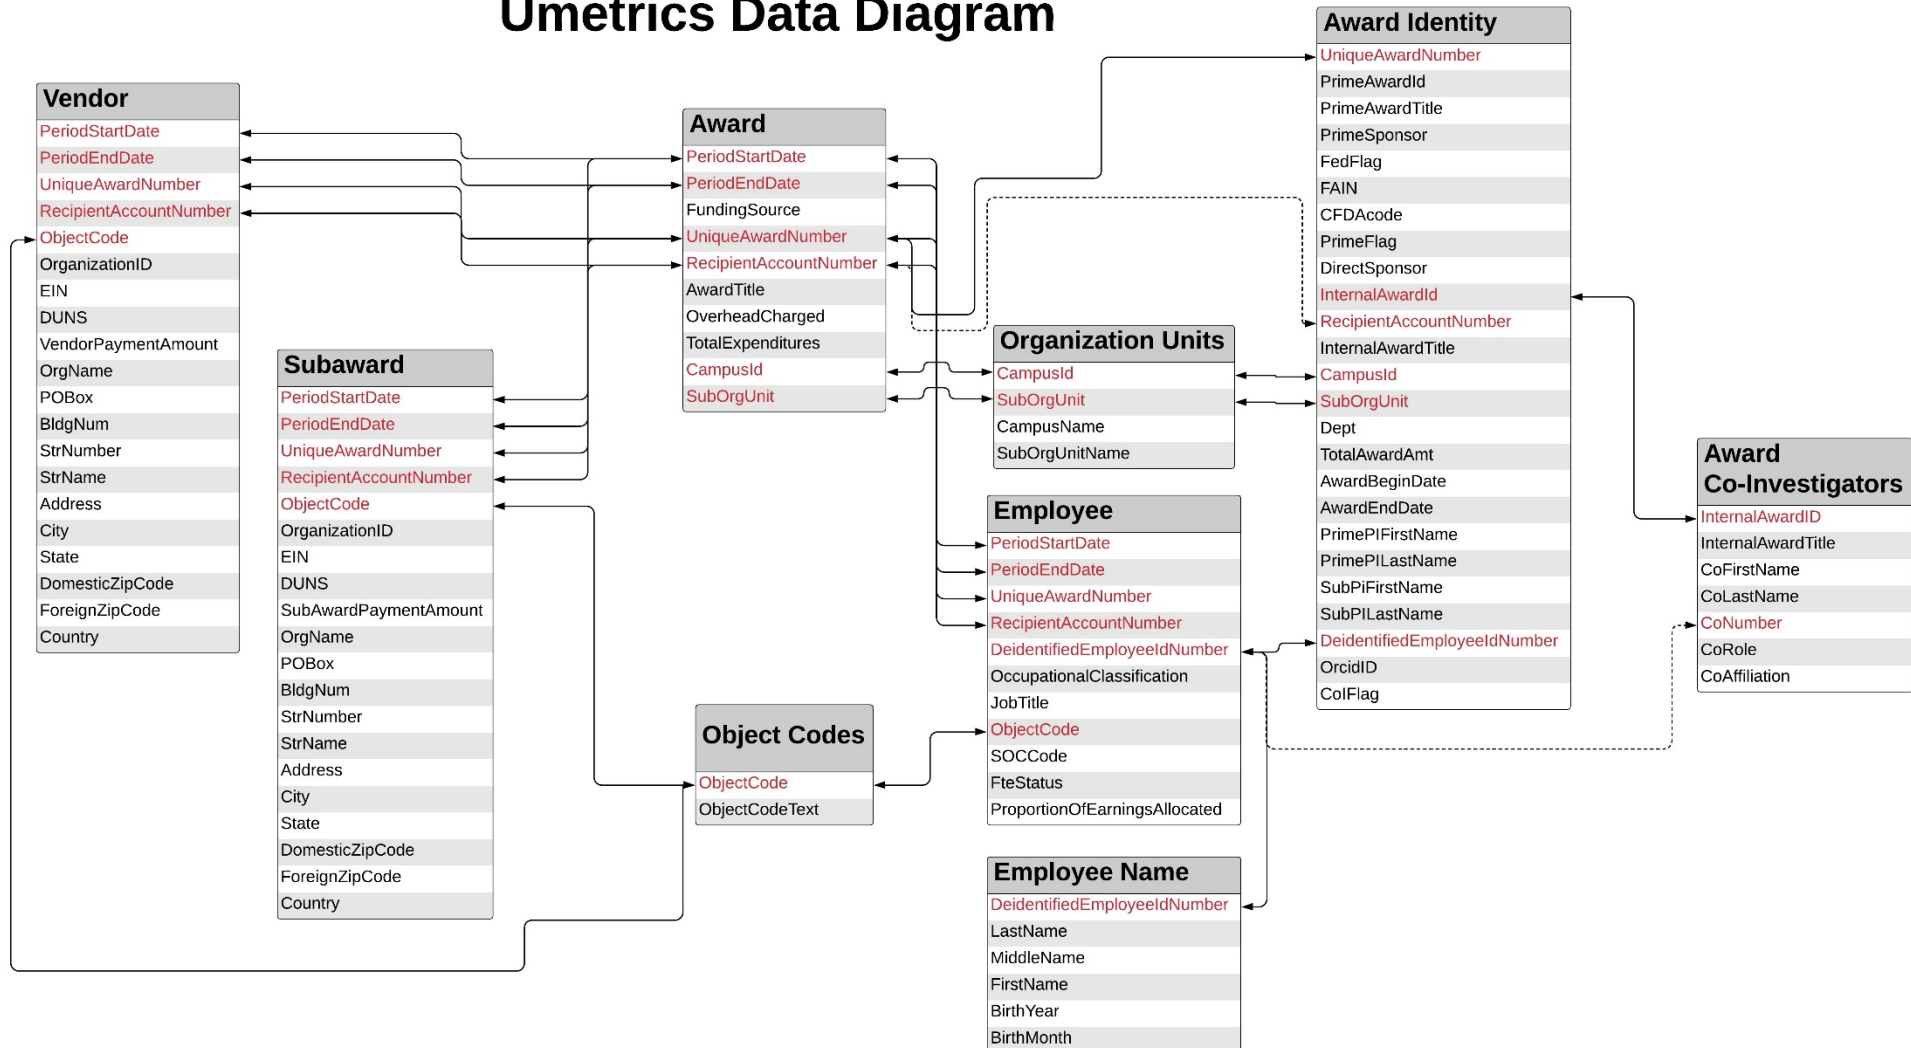 Umetrics Data Diagram
Vendor
PeriodStartDate
PeriodEndDate
UniqueAwardNumber
RecipientAccountNumber
ObjectCode
OrganizationID
EIN
DUNS
VendorPaymentAmount
OrgName
POBox
BldgNum
StrNumber
StrName
Address
City
State
DomesticZipCode
ForeignZipCode
Country
Subaward
PeriodStartDate
PeriodEndDate
UniqueAwardNumber
RecipientAccountNumber
ObjectCode
OrganizationID
EIN
DUNS
SubAwardPaymentAmount
OrgName
POBox
BldgNum
StrNumber
StrName
Address
City
State
DomesticZipCode
ForeignZipCode
Country
Award
PeriodStartDate
PeriodEndDate
FundingSource
UniqueAwardNumber
RecipientAccountNumber
AwardTitle
OverheadCharged
TotalExpenditures
CampusId
SubOrgUnit
Object Codes
ObjectCode
ObjectCodeText
Organization Units
CampusId
SubOrgUnit
CampusName
SubOrgUnitName
Employee
PeriodStartDate
PeriodEndDate
UniqueAwardNumber
RecipientAccountNumber
DeidentifiedEmployeeIdNumber
OccupationalClassification
JobTitle
ObjectCode
SOCCode
FteStatus
ProportionOfEarningsAllocated
Employee Name
DeidentifiedEmployeeIdNumber
LastName
MiddleName
FirstName
BirthYear
BirthMonth
Award Identity
UniqueAwardNumber
PrimeAwardId
PrimeAwardTitle
PrimeSponsor
FedFlag
FAIN
CFDAcode
PrimeFlag
DirectSponsor
InternalAwardId
RecipientAccountNumber
InternalAwardTitle
CampusId
SubOrgUnit
Dept
TotalAwardAmt
AwardBeginDate
AwardEndDate
PrimePIFirstName
PrimePILastName
SubPiFirstName
SubPILastName
DeidentifiedEmployeeIdNumber
OrcidID
CoIFlag
Award
Co-Investigators
InternalAwardID
InternalAwardTitle
CoFirstName
CoLastName
CoNumber
CoRole
CoAffiliation